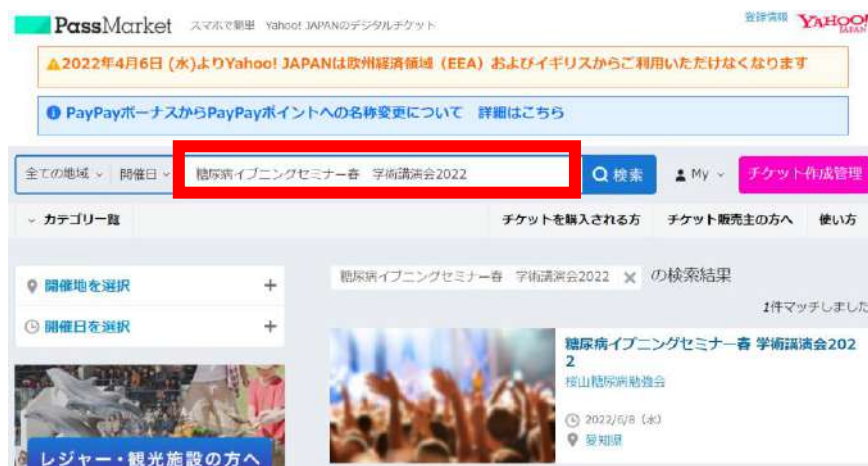 PassMarket スマホで簡単 Yahoo! JAPANのデジタルチケット
登録情報
YAHOO!
JAPAN
2022年4月6日 (水)よりYahoo! JAPANは欧州経済領域（EEA）およびイギリスからご利用いただけなくなります
PayPayボーナスからPayPayポイントへの名称変更について 詳細はこちら
全ての地域 開催日 糖尿病イブニングセミナー春 学術講演会2022 検索 My チケット作成管理
カテゴリ一覧 チケットを購入される方 チケット販売主の方へ 使い方
開催地を選択 +
開催日を選択 +
レジャー・観光施設の方へ
糖尿病イブニングセミナー春 学術講演会2022 × の検索結果
1件マッチしました
糖尿病イブニングセミナー春 学術講演会202
2
桜山糖尿病勉強会
2022/6/8（水）
愛知県